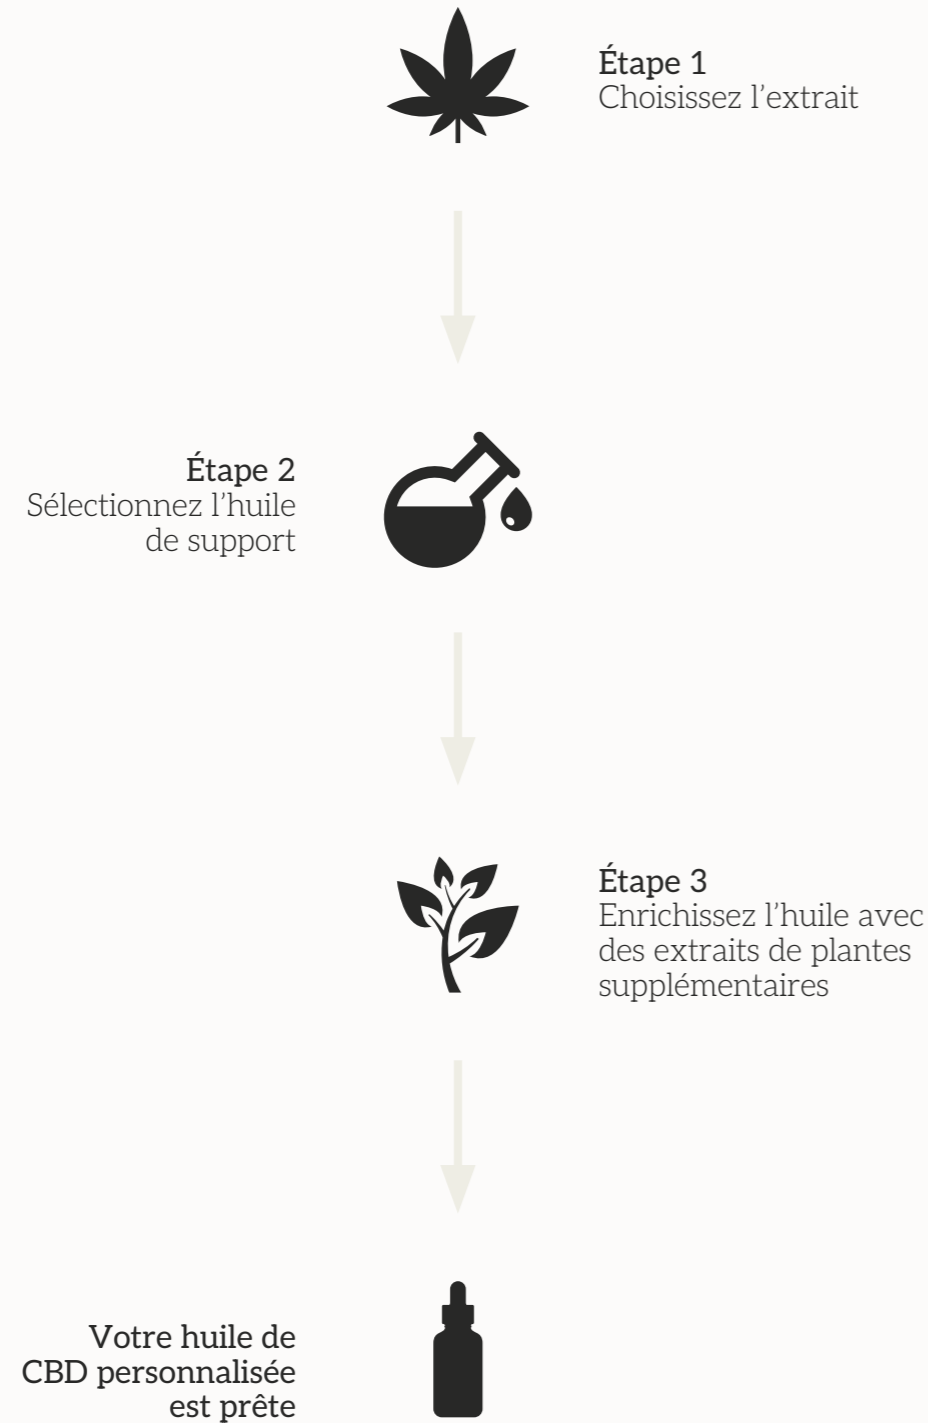 Étape 1
Choisissez l’extrait
Étape 2
Sélectionnez l’huile
de support
Étape 3
Enrichissez l’huile avec
des extraits de plantes
supplémentaires
Votre huile de
CBD personnalisée
est prête